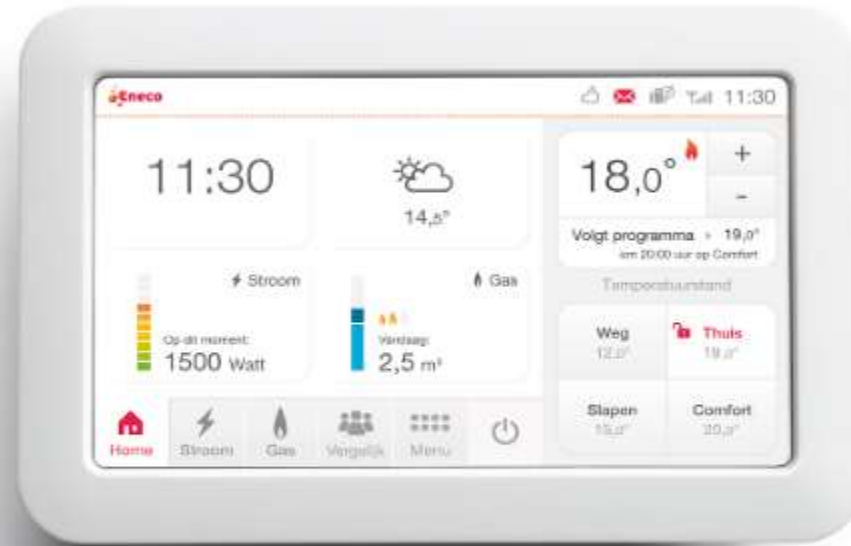 Eneco
11:30
11:30
14,5°
Stroom
Op dit moment:
1500 Watt
Gas
Vandaag:
2,5 m³
18,0°
+
-
Volgt programma › 19,0°
om 20:00 uur op Comfort
Temperatuurstand
Weg
12,0°
Thuis
Slapen
15,0°
Comfort
20,0°
Home
Stroom
Gas
Vergelijk
Menu